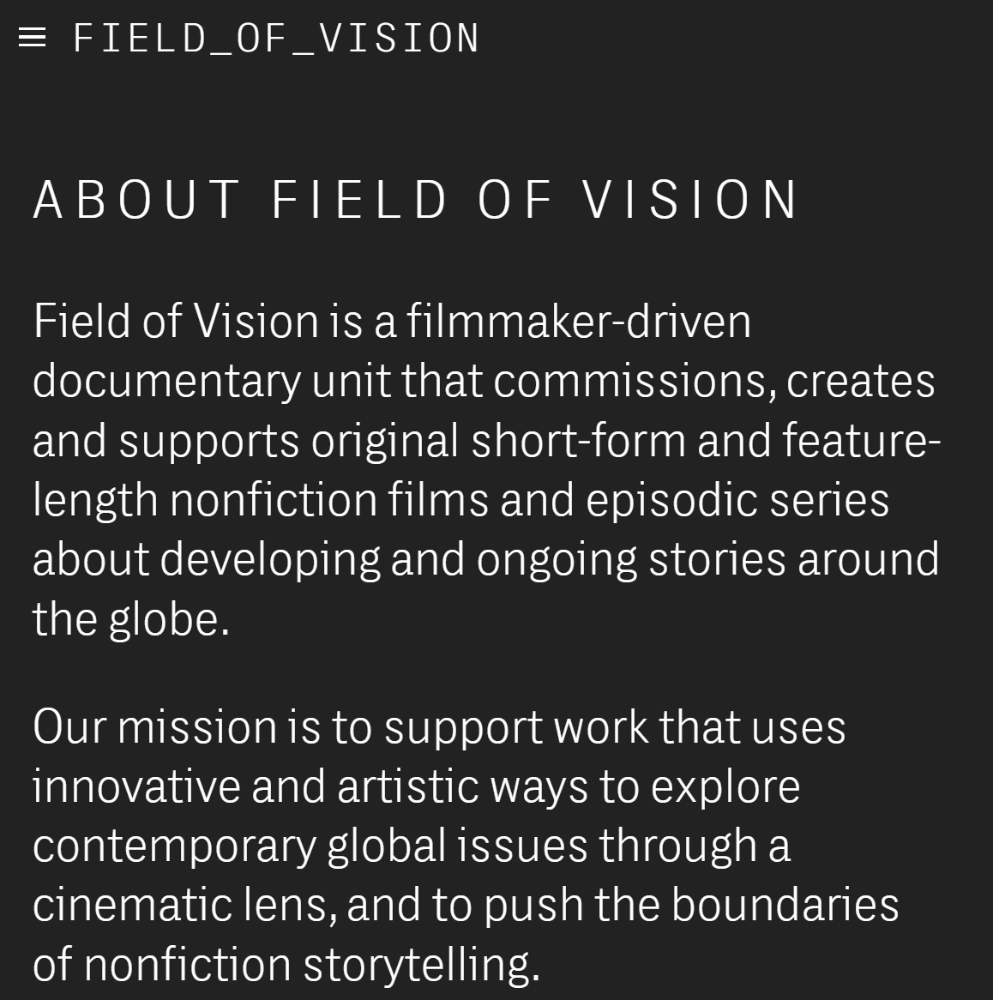 FIELD_OF_VISION
ABOUT FIELD OF VISION
Field of Vision is a filmmaker-driven
documentary unit that commissions, creates
and supports original short-form and feature-
length nonfiction films and episodic series
about developing and ongoing stories around
the globe.
Our mission is to support work that uses
innovative and artistic ways to explore
contemporary global issues through a
cinematic lens, and to push the boundaries
of nonfiction storytelling.